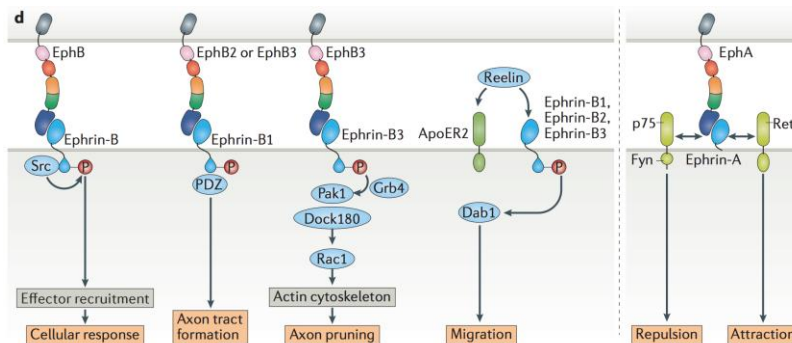 d
EphB
Ephrin-B
Src
P
Effector recruitment
Cellular response
EphB2 or EphB3
Ephrin-B1
P
PDZ
Axon tract
formation
EphB3
Ephrin-B3
P
Pak1
Grb4
Dock180
Rac1
Actin cytoskeleton
Axon pruning
Reelin
ApoER2
Ephrin-B1,
Ephrin-B2,
Ephrin-B3
P
Dab1
Migration
EphA
p75
Ret
Fyn
Ephrin-A
Repulsion
Attraction